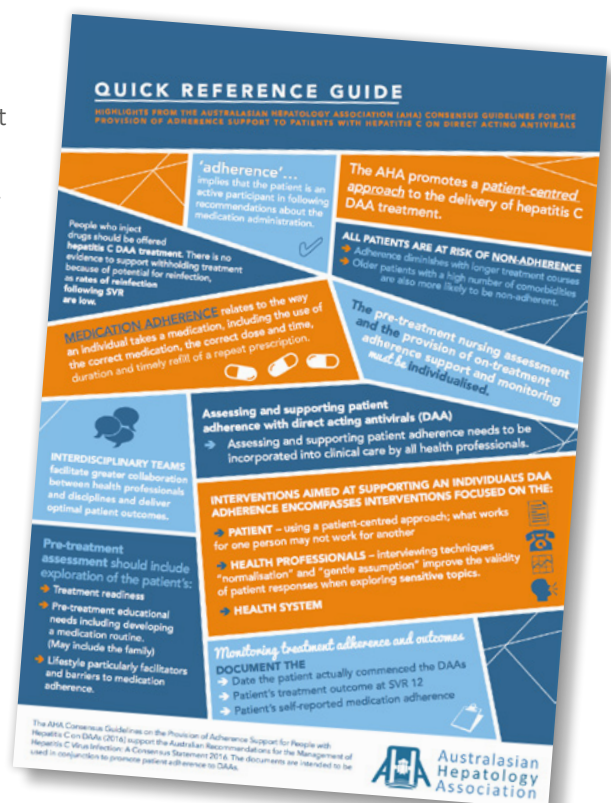 t
QUICK REFERENCE GUIDE
HIGHLIGHTS FROM THE AUSTRALASIAN HEPATOLOGY ASSOCIATION (AHA) CONSENSUS GUIDELINES FOR THE
PROVISION OF ADHERENCE SUPPORT TO PATIENTS WITH HEPATITIS C ON DIRECT ACTING ANTIVIRALS
'adherence'...
implies that the patient is an
active participant in following
recommendations about the
medication administration.
The AHA promotes a patient-centred
approach to the delivery of hepatitis C
DAA treatment.
People who inject
drugs should be offered
hepatitis C DAA treatment. There is no
evidence to support withholding treatment
because of potential for reinfection,
as rates of reinfection
following SVR
are low.
ALL PATIENTS ARE AT RISK OF NON-ADHERENCE
Adherence diminishes with longer treatment courses
Older patients with a high number of comorbidities
are also more likely to be non-adherent.
MEDICATION ADHERENCE relates to the way
an individual takes a medication, including the use of
the correct medication, the correct dose and time,
duration and timely refill of a repeat prescription.
The pre-treatment nursing assessment
and the provision of on-treatment
adherence support and monitoring
must be individualised.
Assessing and supporting patient
adherence with direct acting antivirals (DAA)
Assessing and supporting patient adherence needs to be
incorporated into clinical care by all health professionals.
INTERDISCIPLINARY TEAMS
facilitate greater collaboration
between health professionals
and disciplines and deliver
optimal patient outcomes.
INTERVENTIONS AIMED AT SUPPORTING AN INDIVIDUAL'S DAA
ADHERENCE ENCOMPASSES INTERVENTIONS FOCUSED ON THE:
PATIENT – using a patient-centred approach; what works
for one person may not work for another
HEALTH PROFESSIONALS – interviewing techniques
"normalisation" and "gentle assumption" improve the validity
of patient responses when exploring sensitive topics.
HEALTH SYSTEM
Pre-treatment
assessment should include
exploration of the patient's:
Treatment readiness
Pre-treatment educational
needs including developing
a medication routine.
(May include the family)
Lifestyle particularly facilitators
and barriers to medication
adherence.
Monitoring treatment adherence and outcomes
DOCUMENT THE
Date the patient actually commenced the DAAs
Patient's treatment outcome at SVR 12
Patient's self-reported medication adherence
The AHA Consensus Guidelines on the Provision of Adherence Support for People with
Hepatitis C on DAAs (2016) support the Australian Recommendations for the Management of
Hepatitis C Virus Infection: A Consensus Statement 2016. The documents are intended to be
used in conjunction to promote patient adherence to DAAs.
AHA
Australasian
Hepatology
Association